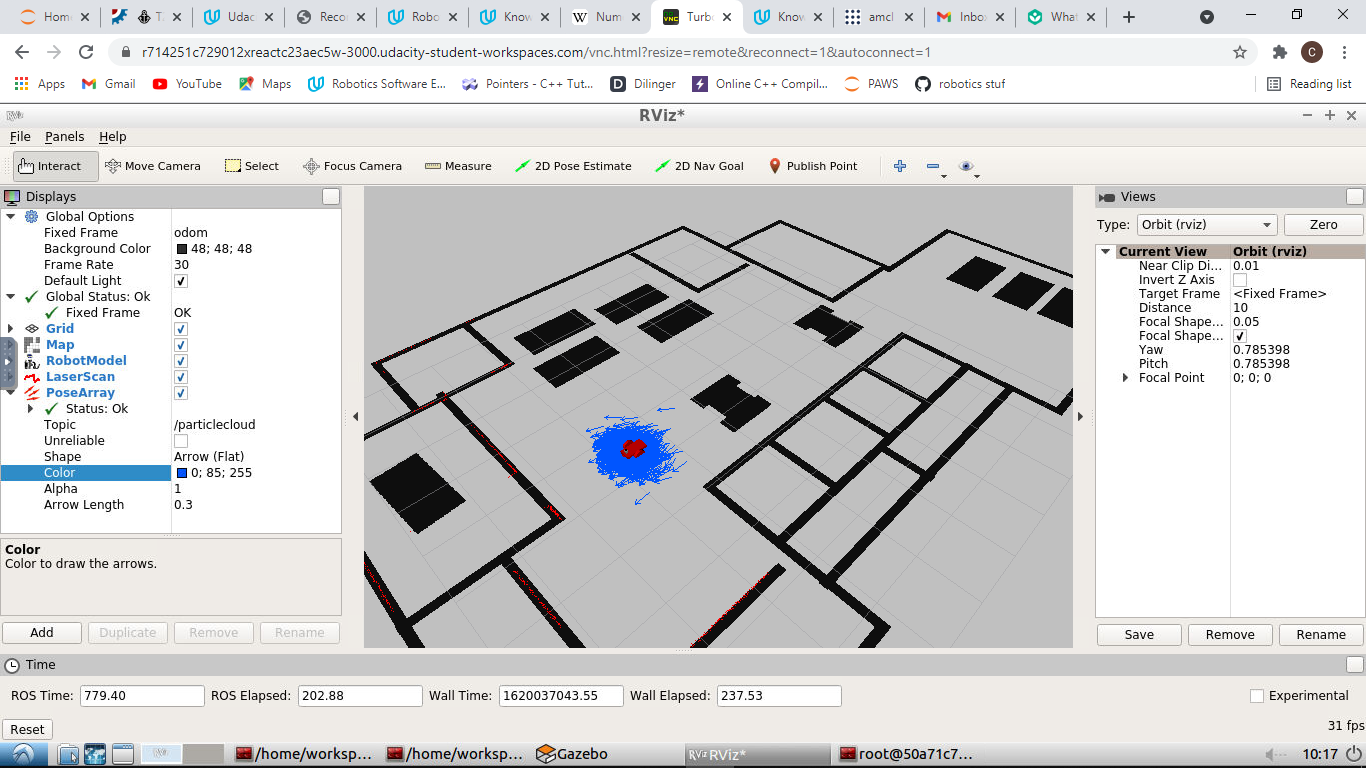 Home
T
Udac
Reco
Robo
Know
W Num
Turbo
Know
amcl
Inbox
What
r714251c729012xreactc23aec5w-3000.udacity-student-workspaces.com/vnc.html?resize=remote&reconnect=1&autoconnect=1
C
Apps Gmail YouTube Maps Robotics Software E... Pointers - C++ Tut... Dilinger Online C++ Compil... PAWS robotics stuf Reading list
RViz*
File Panels Help
Interact Move Camera Select Focus Camera Measure 2D Pose Estimate 2D Nav Goal Publish Point
Displays
Global Options
Fixed Frame odom
Background Color 48; 48; 48
Frame Rate 30
Default Light
Global Status: Ok
Fixed Frame OK
Grid
Map
RobotModel
LaserScan
PoseArray
Status: Ok
Topic /particlecloud
Unreliable
Shape Arrow (Flat)
Color 0; 85; 255
Alpha 1
Arrow Length 0.3
Color
Color to draw the arrows.
Add Duplicate Remove Rename
Views
Type: Orbit (rviz) Zero
Current View Orbit (rviz)
Near Clip Di... 0.01
Invert Z Axis
Target Frame <Fixed Frame>
Distance 10
Focal Shape... 0.05
Focal Shape...
Yaw 0.785398
Pitch 0.785398
Focal Point 0; 0; 0
Save Remove Rename
Time
ROS Time: 779.40 ROS Elapsed: 202.88 Wall Time: 1620037043.55 Wall Elapsed: 237.53 Experimental
Reset 31 fps
/home/worksp... /home/worksp... Gazebo RViz* root@50a71c7... 10:17